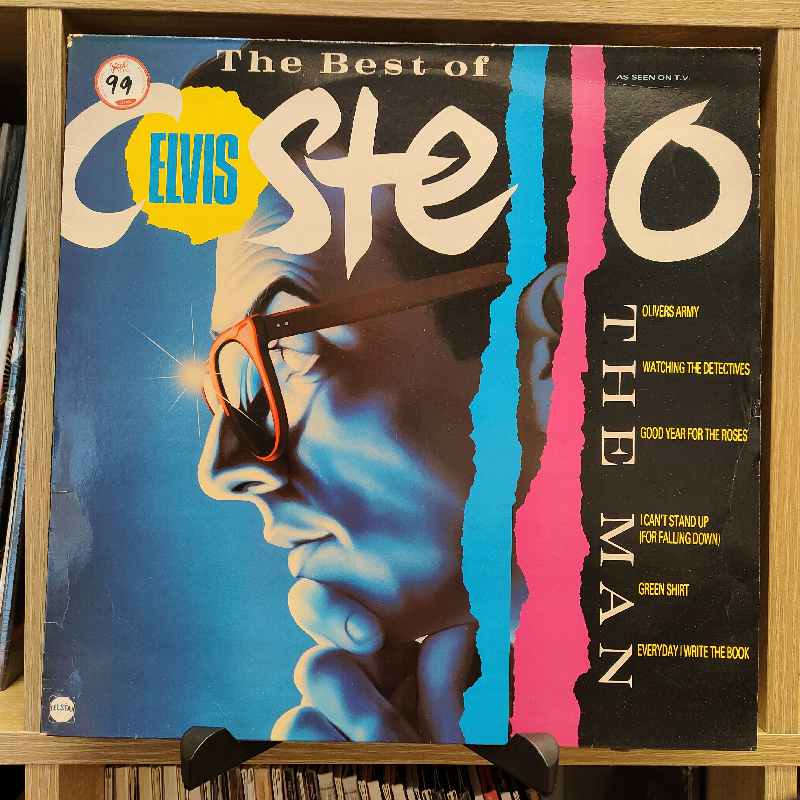 99
The Best of
AS SEEN ON T.V.
ELVIS
Costello
THE MAN
OLIVERS ARMY
WATCHING THE DETECTIVES
GOOD YEAR FOR THE ROSES
I CAN'T STAND UP
(FOR FALLING DOWN)
GREEN SHIRT
EVERYDAY I WRITE THE BOOK
TELSTAR